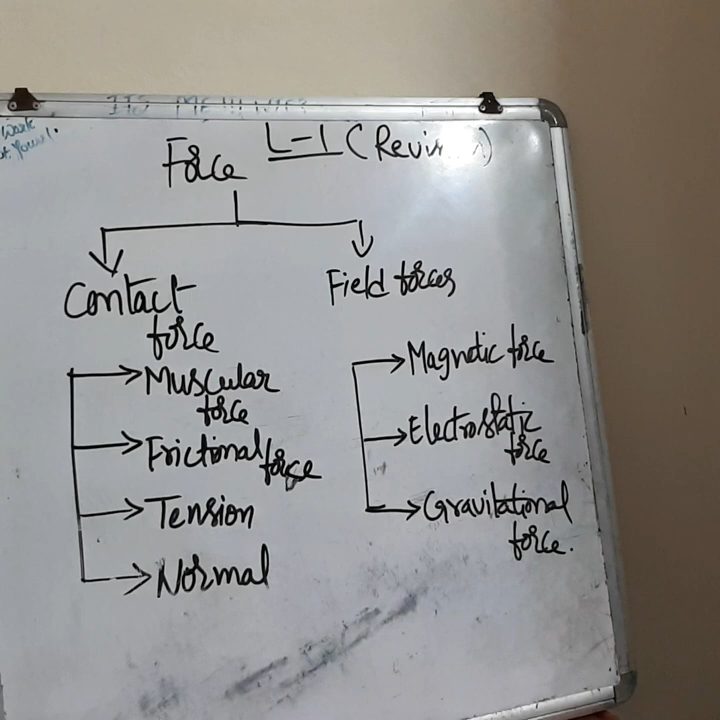 work
L-1 (Revi
Force
Contact
force
Field forces
Muscular
force
Frictional force
Tension
Normal
Magnetic force
Electrostatic
force
Gravitational
force.